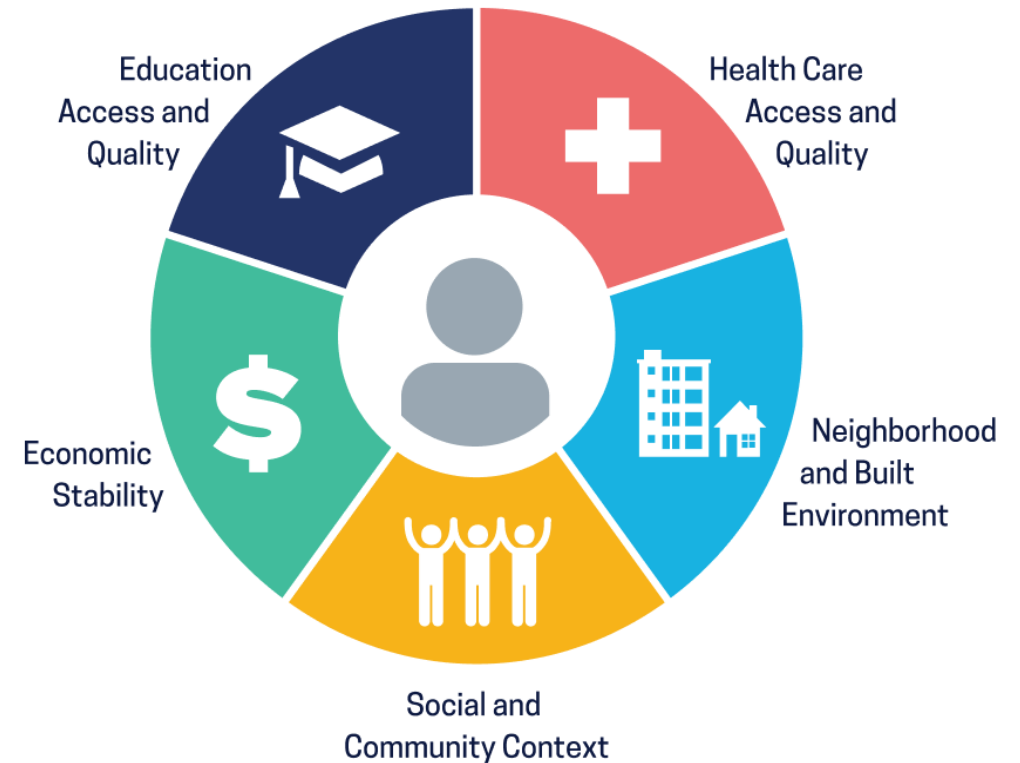 Education
Access and
Quality
Health Care
Access and
Quality
Economic
Stability
Neighborhood
and Built
Environment
Social and
Community Context